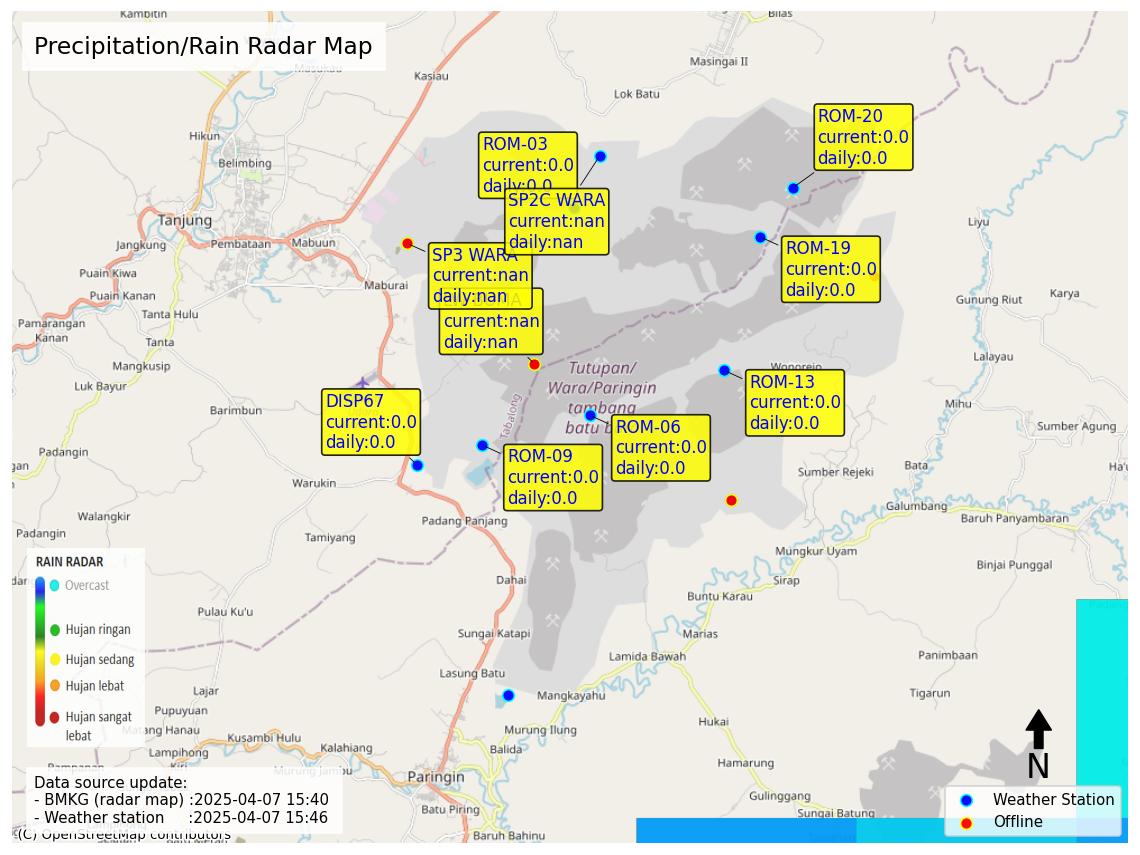 Kambitin
Bilas
Precipitation/Rain Radar Map
Masukau
Kasiau
Masingai II
Lok Batu
Hikun
Belimbing
ROM-03
current:0.0
daily:0.0
ROM-20
current:0.0
daily:0.0
SP2C WARA
current:nan
daily:nan
Tanjung
Jangkung
Pembataan
Mabuun
Liyu
SP3 WARA
current:nan
daily:nan
ROM-19
current:0.0
daily:0.0
Puain Kiwa
Puain Kanan
Maburai
Tanta Hulu
Gunung Riut
Karya
current:nan
daily:nan
Pamarangan
Kanan
Tanta
Mangkusip
Luk Bayur
Lalayau
Wonorejo
Tutupan/
Wara/Paringin
tambang
batu b
ROM-13
current:0.0
daily:0.0
DISP67
current:0.0
daily:0.0
Barimbun
Tabalong
Mihu
ROM-06
current:0.0
daily:0.0
Sumber Agung
Padangin
ROM-09
current:0.0
daily:0.0
Bata
Sumber Rejeki
Warukin
Galumbang
Walangkir
Padang Panjang
Baruh Panyambaran
Padangin
Tamiyang
Mungkur Uyam
Binjai Punggal
RAIN RADAR
Overcast
Hujan ringan
Hujan sedang
Hujan lebat
Hujan sangat
lebat
Dahai
Sirap
Buntu Karau
Pulau Ku'u
Sungai Katapi
Marias
Lamida Bawah
Panimbaan
Lasung Batu
Lajar
Mangkayahu
Tigarun
Pupuyuan
Matang Hanau
Murung Ilung
Hukai
Kusambi Hulu
Lampihong
Kalahiang
Balida
Hamarung
Murung Jambu
Paringin
N
Gulinggang
Batu Piring
Sungai Batung
Baruh Bahinu
Data source update:
- BMKG (radar map) :2025-04-07 15:40
- Weather station :2025-04-07 15:46
(C) OpenStreetMap contributors
Weather Station
Offline